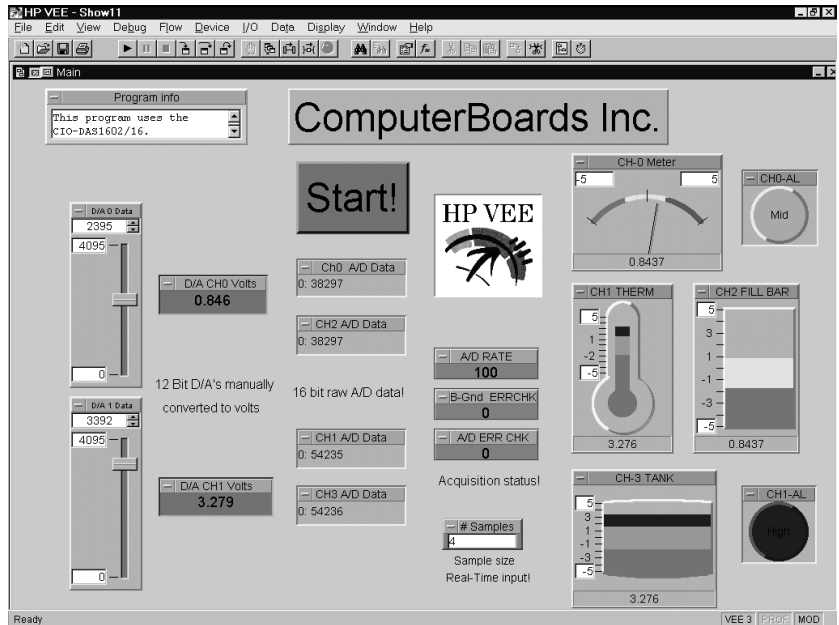 HP VEE - Show11
File Edit View Debug Flow Device I/O Data Display Window Help
Main
Program info
This program uses the
CIO-DAS1602/16.
ComputerBoards Inc.
Start!
HP VEE
CH-0 Meter
-5 5
0.8437
CH0-AL
Mid
D/A 0 Data
2395
4095
0
D/A CH0 Volts
0.846
Ch0 A/D Data
0: 38297
CH2 A/D Data
0: 38297
12 Bit D/A's manually
converted to volts
16 bit raw A/D data!
A/D RATE
100
B-Gnd ERRCHK
0
A/D ERR CHK
0
Acquisition status!
CH1 THERM
5
1
-2
-5
3.276
CH2 FILL BAR
5
3
1
-1
-3
-5
0.8437
D/A 1 Data
3392
4095
0
D/A CH1 Volts
3.279
CH1 A/D Data
0: 54235
CH3 A/D Data
0: 54236
# Samples
4
Sample size
Real-Time input!
CH-3 TANK
5
3
1
-1
-3
-5
3.276
CH1-AL
High
Ready
VEE 3 PROF MOD